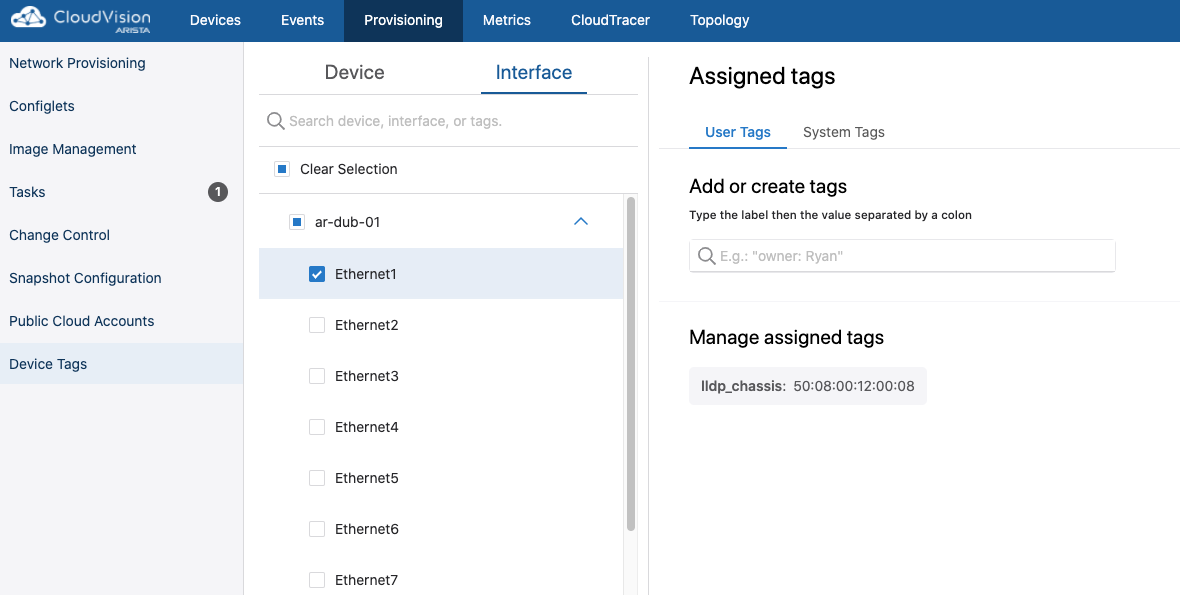 CloudVision
ARISTA
Devices Events Provisioning Metrics CloudTracer Topology
Network Provisioning
Configlets
Image Management
Tasks 1
Change Control
Snapshot Configuration
Public Cloud Accounts
Device Tags
Device Interface
Search device, interface, or tags.
Clear Selection
ar-dub-01
Ethernet1
Ethernet2
Ethernet3
Ethernet4
Ethernet5
Ethernet6
Ethernet7
Assigned tags
User Tags System Tags
Add or create tags
Type the label then the value separated by a colon
E.g.: "owner: Ryan"
Manage assigned tags
lldp_chassis: 50:08:00:12:00:08